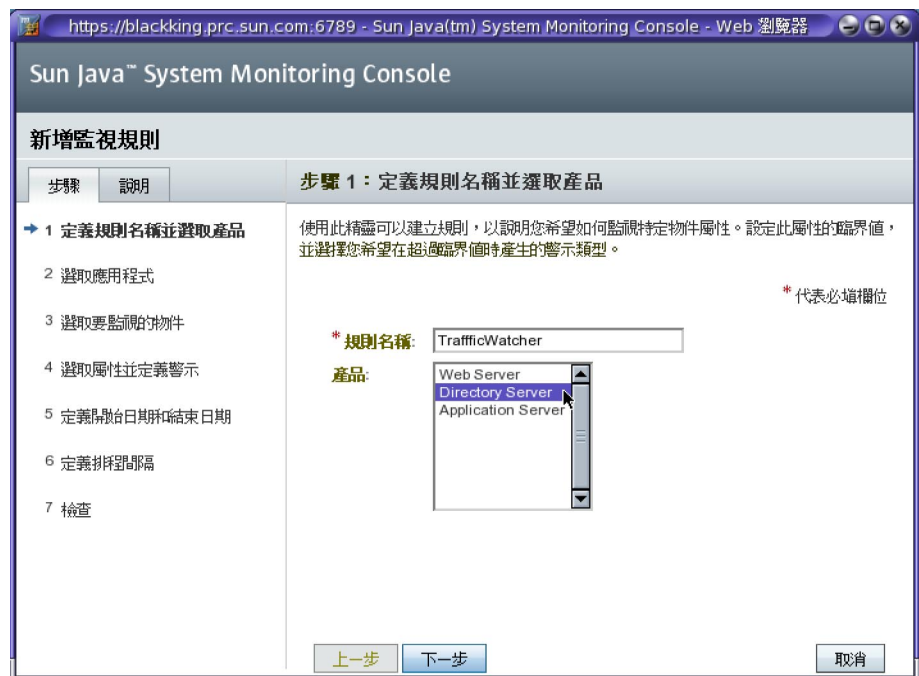 https://blackking.prc.sun.com:6789 - Sun Java(tm) System Monitoring Console - Web 瀏覽器
Sun Java™ System Monitoring Console
新增監視規則
步驟 說明
➔ 1 定義規則名稱並選取產品
2 選取應用程式
3 選取要監視的物件
4 選取屬性並定義警示
5 定義開始日期和結束日期
6 定義排程間隔
7 檢查
步驟 1:定義規則名稱並選取產品
使用此精靈可以建立規則,以說明您希望如何監視特定物件屬性。設定此屬性的臨界值,
並選擇您希望在超過臨界值時產生的警示類型。
* 代表必填欄位
* 規則名稱: TraffficWatcher
產品:
Web Server
Directory Server
Application Server
上一步 下一步 取消